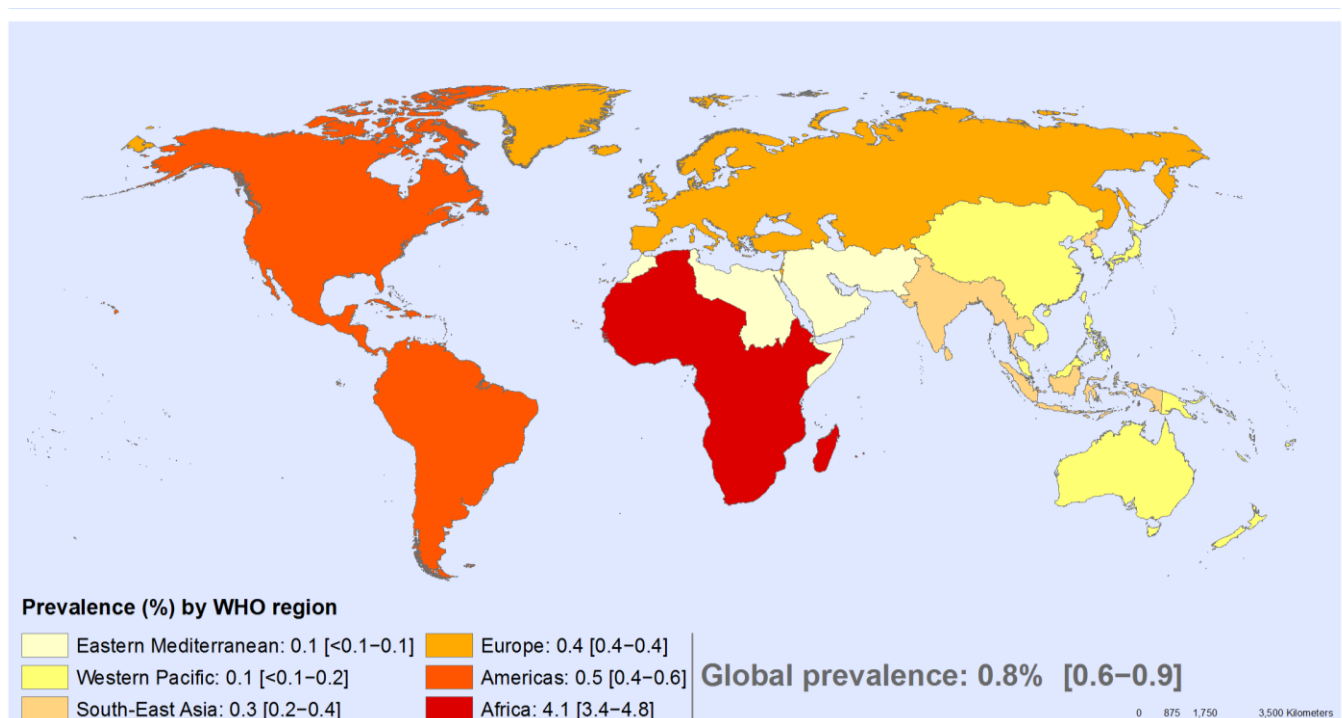 Prevalence (%) by WHO region
Eastern Mediterranean: 0.1 [<0.1−0.1]
Western Pacific: 0.1 [<0.1−0.2]
South-East Asia: 0.3 [0.2−0.4]
Europe: 0.4 [0.4−0.4]
Americas: 0.5 [0.4−0.6]
Africa: 4.1 [3.4−4.8]
Global prevalence: 0.8% [0.6−0.9]
0 875 1,750 3,500 Kilometers